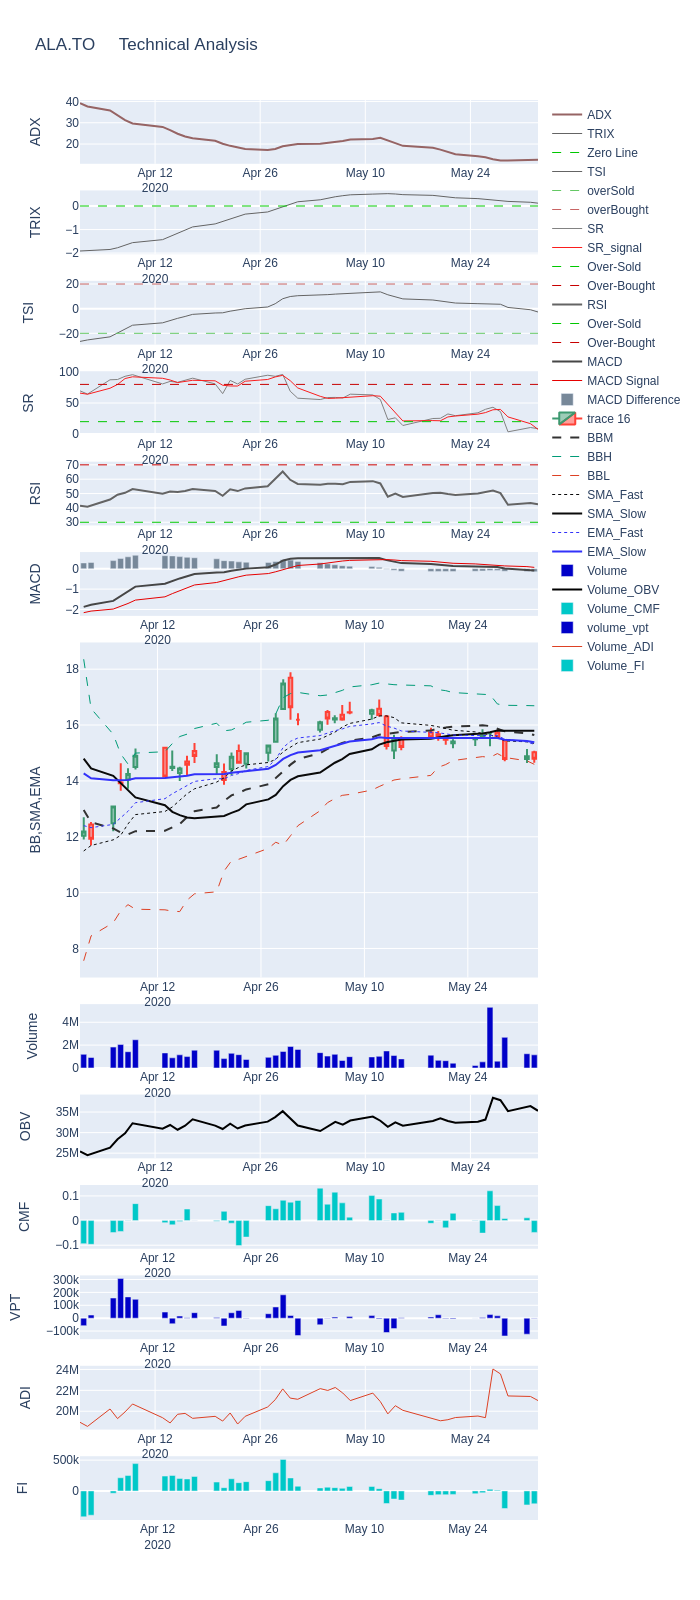 ALA.TO Technical Analysis
ADX
40
30
20
Apr 12
2020
Apr 26
May 10
May 24
TRIX
0
−1
−2
Apr 12
2020
Apr 26
May 10
May 24
TSI
20
0
−20
Apr 12
2020
Apr 26
May 10
May 24
SR
100
50
0
Apr 12
2020
Apr 26
May 10
May 24
RSI
70
60
50
40
30
Apr 12
2020
Apr 26
May 10
May 24
MACD
0
−1
−2
Apr 12
2020
Apr 26
May 10
May 24
BB,SMA,EMA
18
16
14
12
10
8
Apr 12
2020
Apr 26
May 10
May 24
Volume
4M
2M
0
Apr 12
2020
Apr 26
May 10
May 24
OBV
35M
30M
25M
Apr 12
2020
Apr 26
May 10
May 24
CMF
0.1
0
−0.1
Apr 12
2020
Apr 26
May 10
May 24
VPT
300k
200k
100k
0
−100k
Apr 12
2020
Apr 26
May 10
May 24
ADI
24M
22M
20M
Apr 12
2020
Apr 26
May 10
May 24
FI
500k
0
Apr 12
2020
Apr 26
May 10
May 24
ADX
TRIX
Zero Line
TSI
overSold
overBought
SR
SR_signal
Over-Sold
Over-Bought
RSI
Over-Sold
Over-Bought
MACD
MACD Signal
MACD Difference
trace 16
BBM
BBH
BBL
SMA_Fast
SMA_Slow
EMA_Fast
EMA_Slow
Volume
Volume_OBV
Volume_CMF
volume_vpt
Volume_ADI
Volume_FI